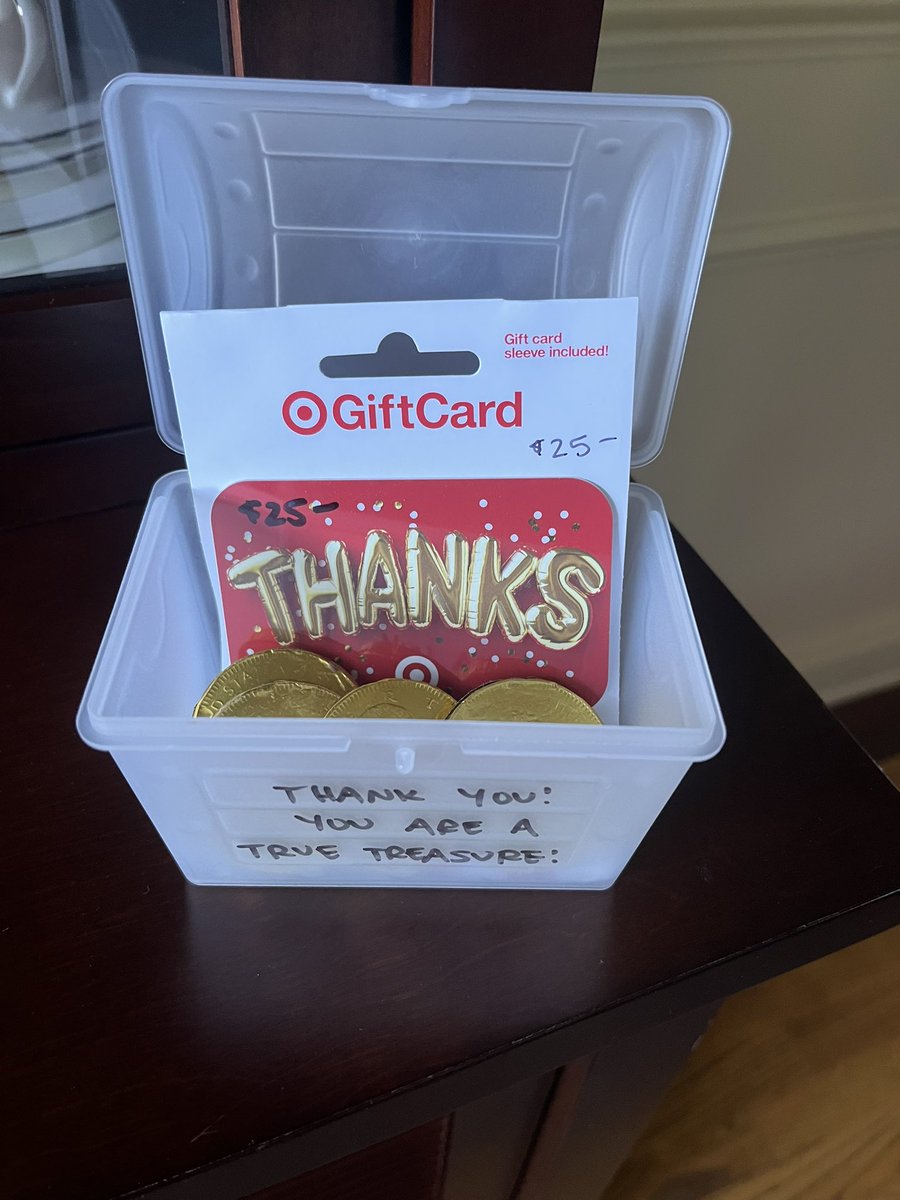 Gift card
sleeve included!
GiftCard
$25-
$25-
THANKS
THANK YOU!
YOU ARE A
TRUE TREASURE!